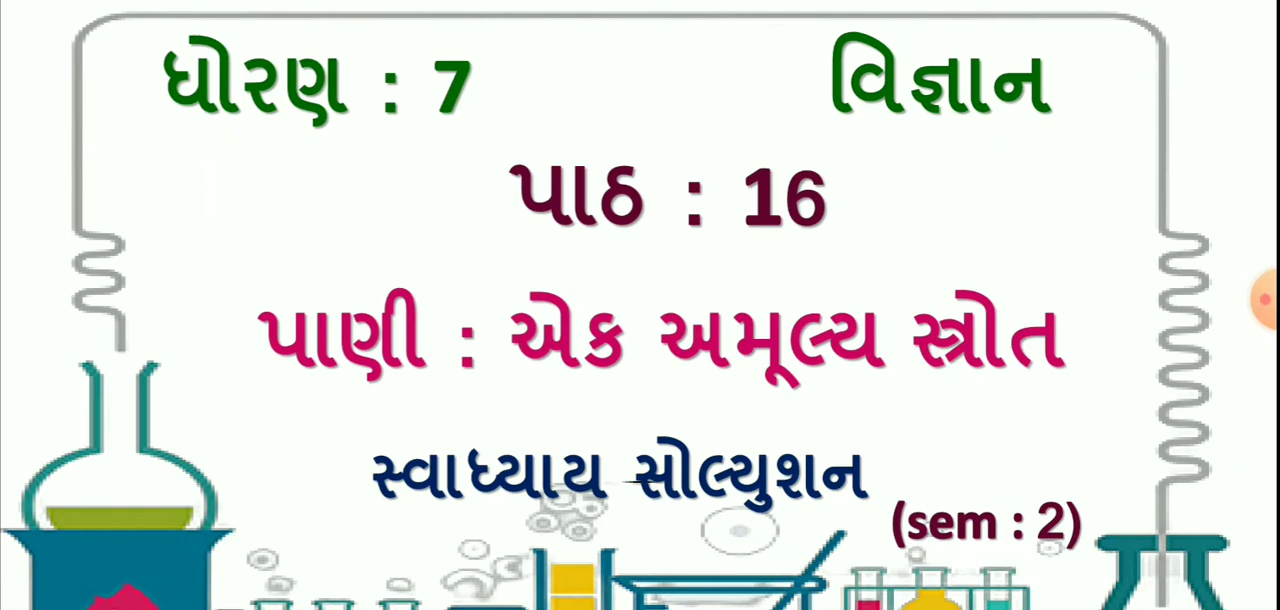 ધોરણ : 7 વિજ્ઞાન
પાઠ : 16
પાણી : એક અમૂલ્ય સ્ત્રોત
સ્વાધ્યાય સોલ્યુશન
(sem : 2)